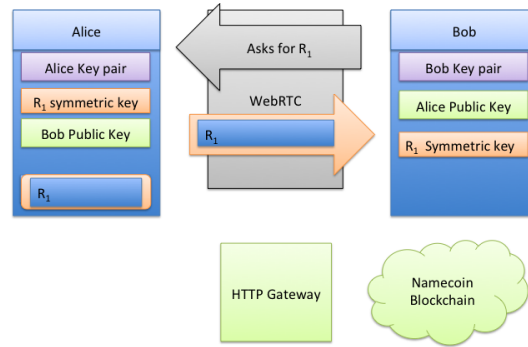 Alice
Alice Key pair
R₁ symmetric key
Bob Public Key
R₁
Asks for R₁
WebRTC
R₁
Bob
Bob Key pair
Alice Public Key
R₁ Symmetric key
HTTP Gateway
Namecoin
Blockchain